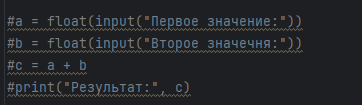 #a = float(input("Первое значение:"))
#b = float(input("Второе значечня:"))
#c = a + b
#print("Результат:", c)